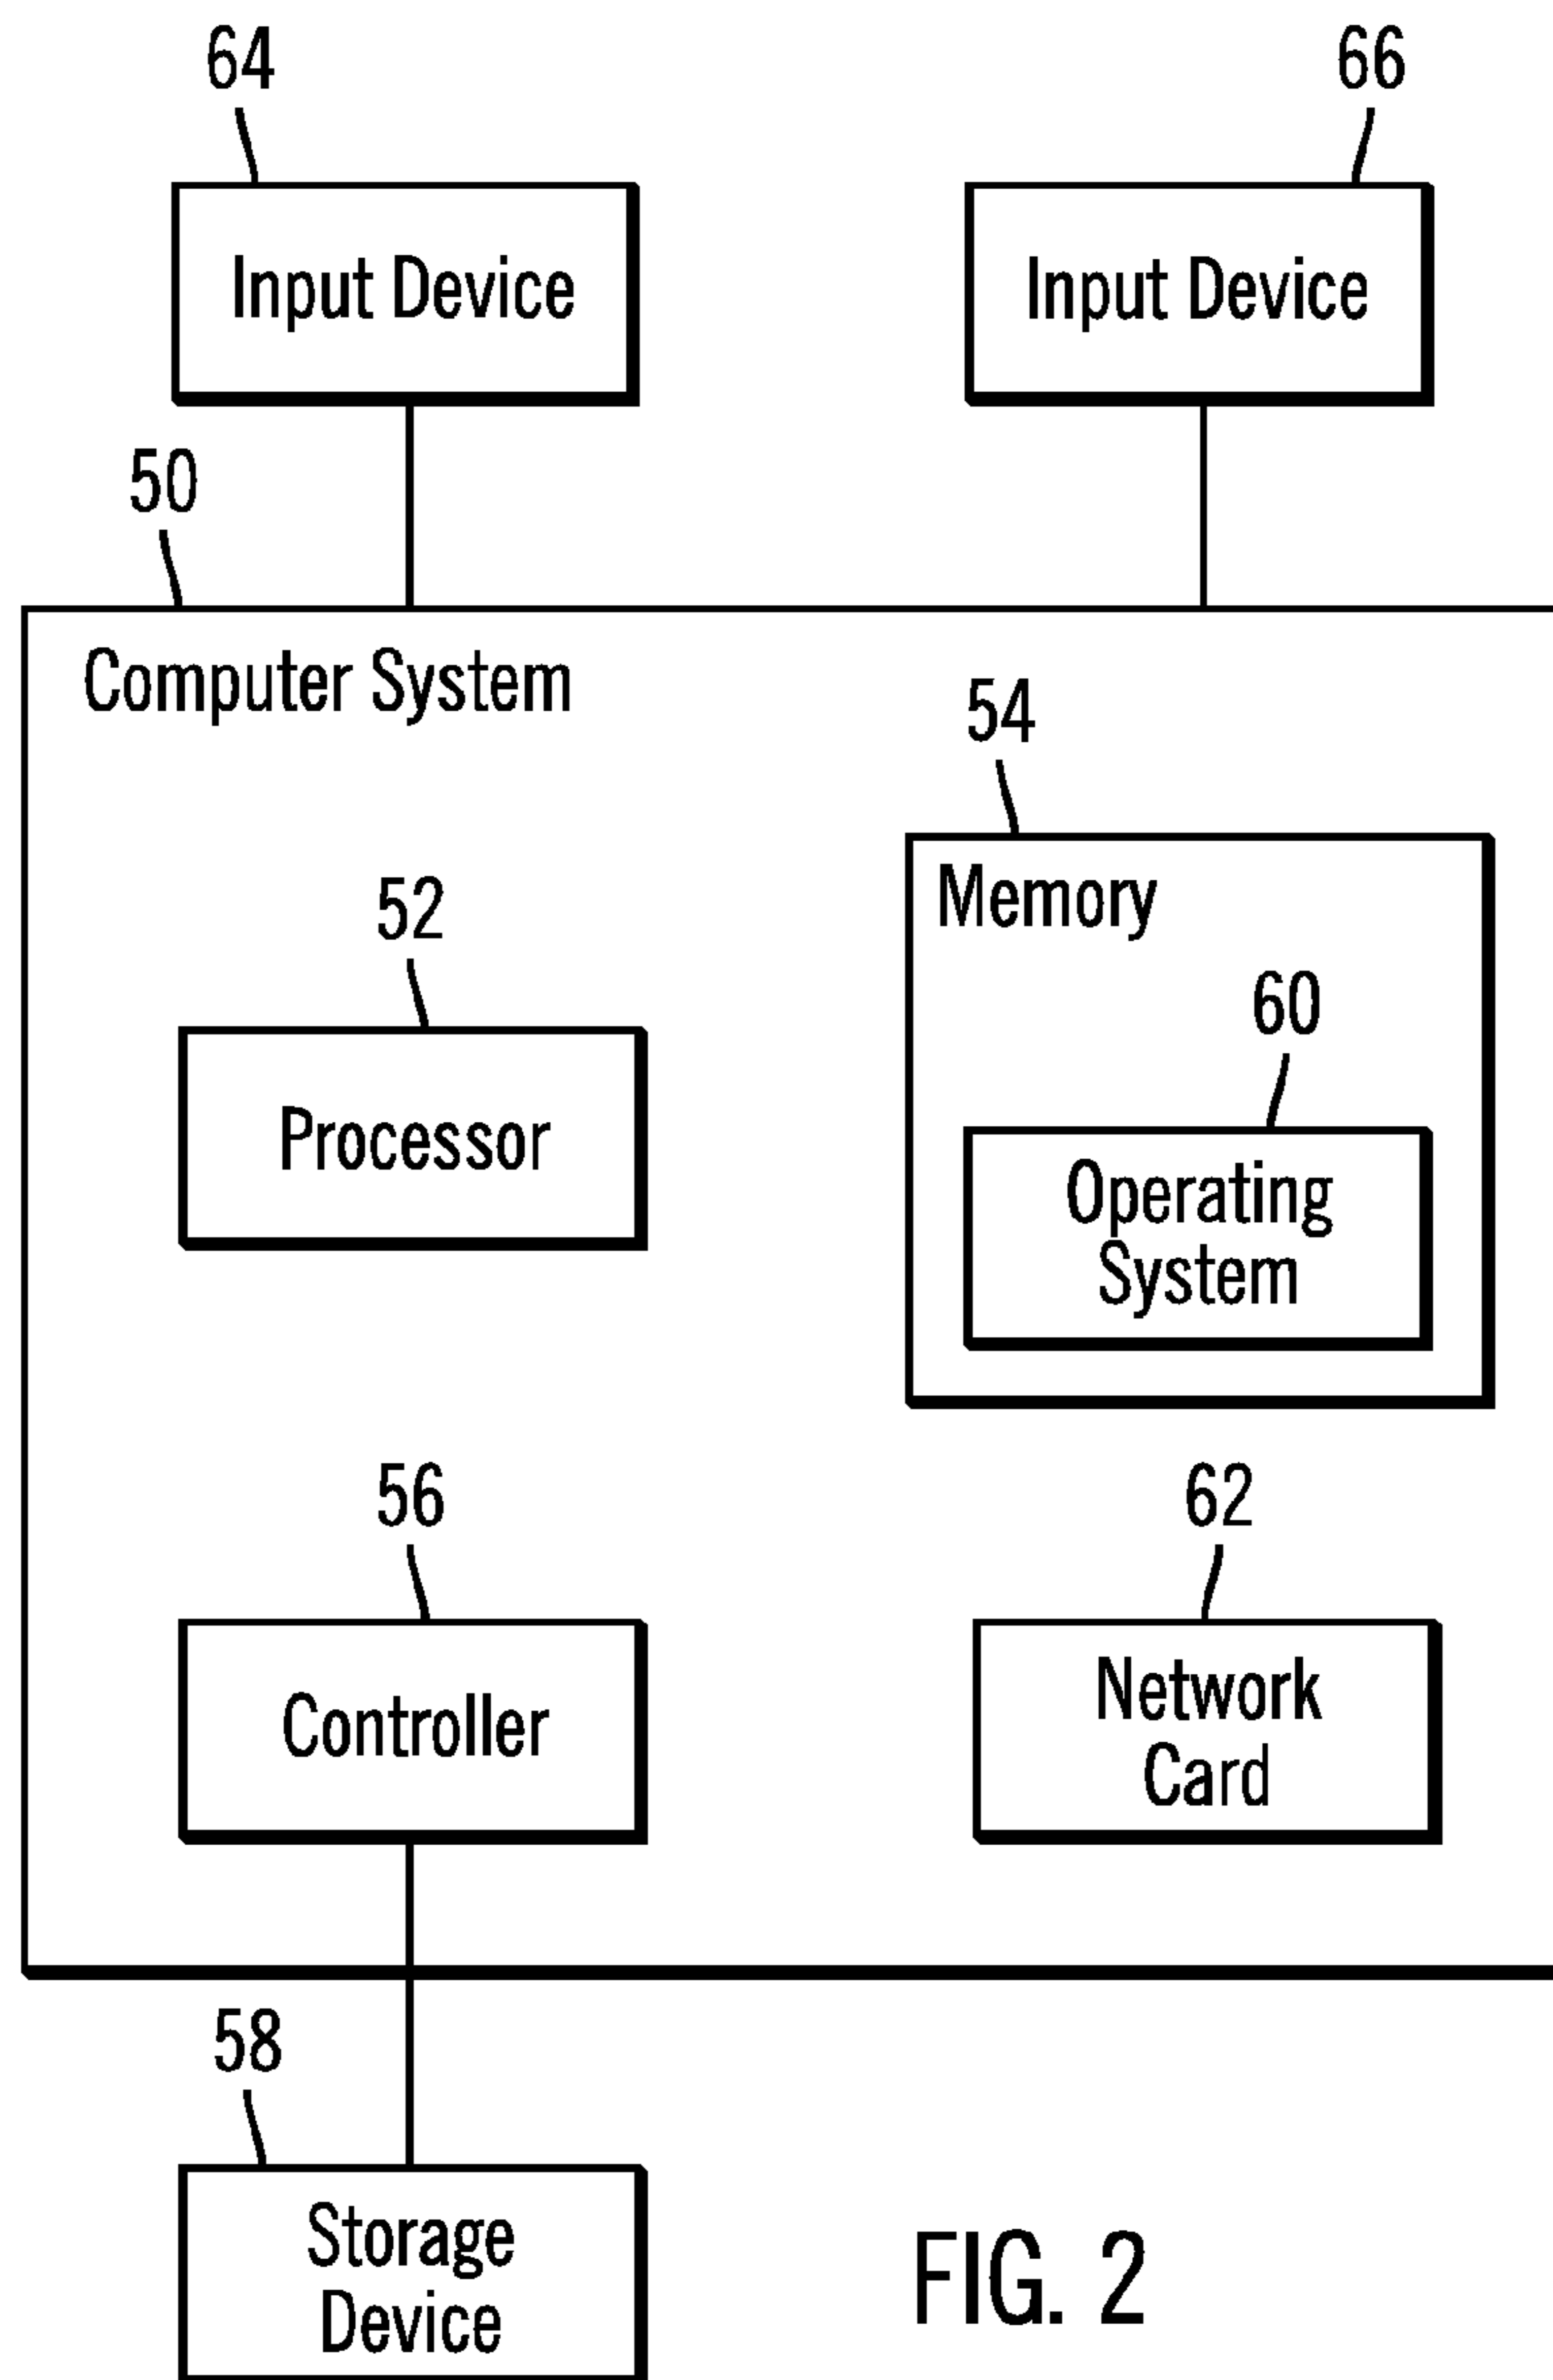 64
66
Input Device
Input Device
50
Computer System
54
Memory
52
60
Processor
Operating
System
56
62
Controller
Network
Card
58
Storage
Device
FIG. 2